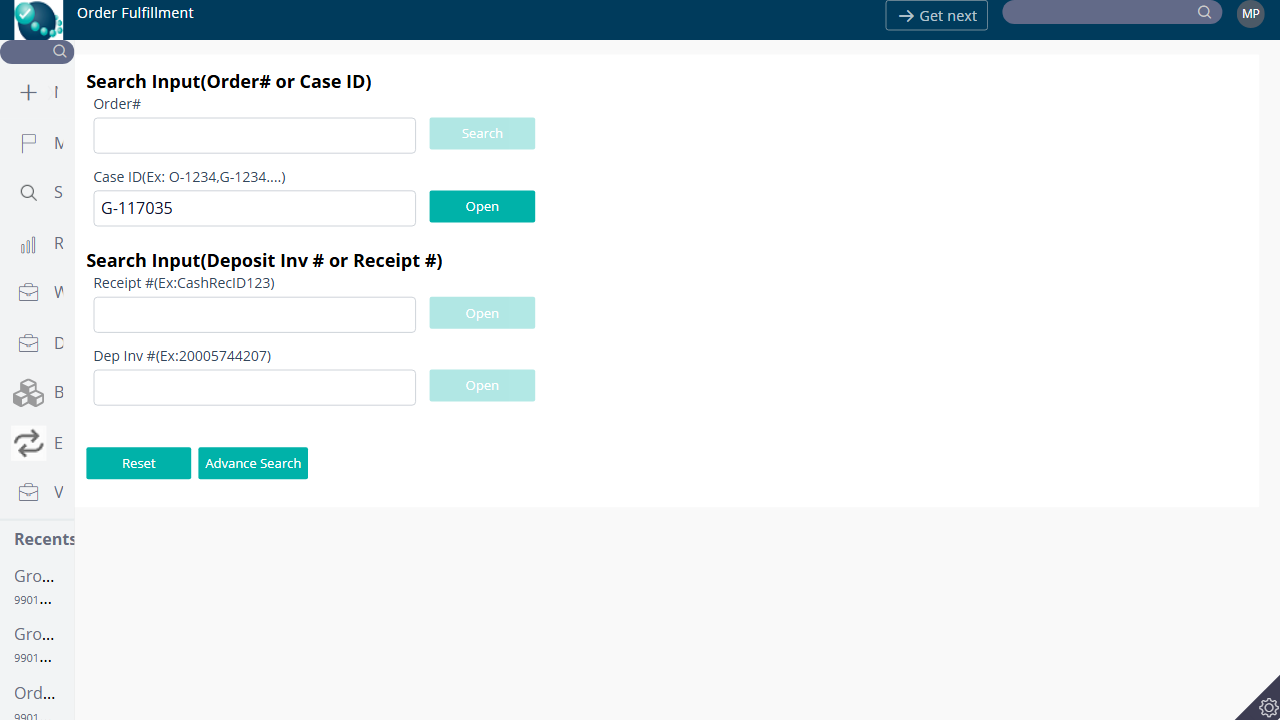 Order Fulfillment
Get next
MP
Search Input(Order# or Case ID)
Order#
Search
Case ID(Ex: O-1234,G-1234....)
G-117035
Open
Search Input(Deposit Inv # or Receipt #)
Receipt #(Ex:CashRecID123)
Open
Dep Inv #(Ex:20005744207)
Open
Reset
Advance Search
S
R
D
B
E
V
Recents
Gro...
9901...
Gro...
9901...
Ord...
9901